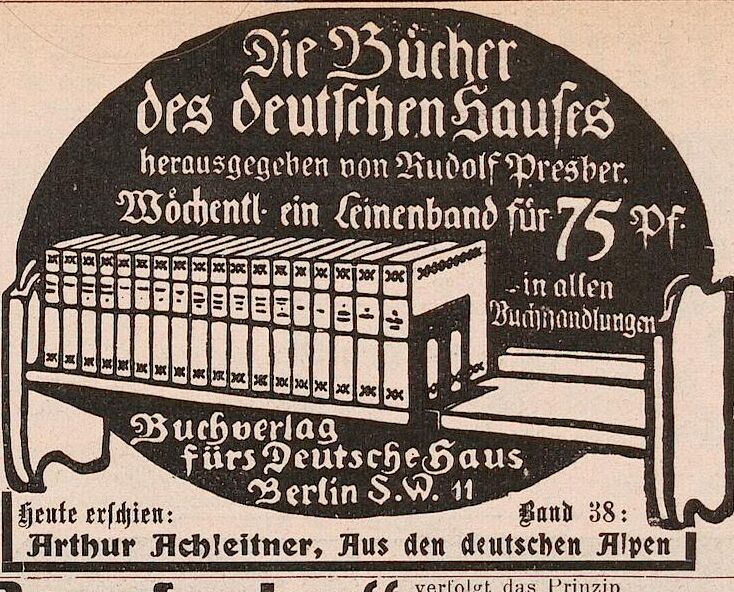 Die Bücher
des deutschen Hauses
herausgegeben von Rudolf Presber.
Wöchentl. ein Leinenband für 75 Pf.
in allen
Buchhandlungen
Buchverlag
fürs Deutsche Haus
Berlin S.W. 11
Heute erschien: Band 38:
Arthur Achleitner, Aus den deutschen Alpen
verfolgt das Prinzip